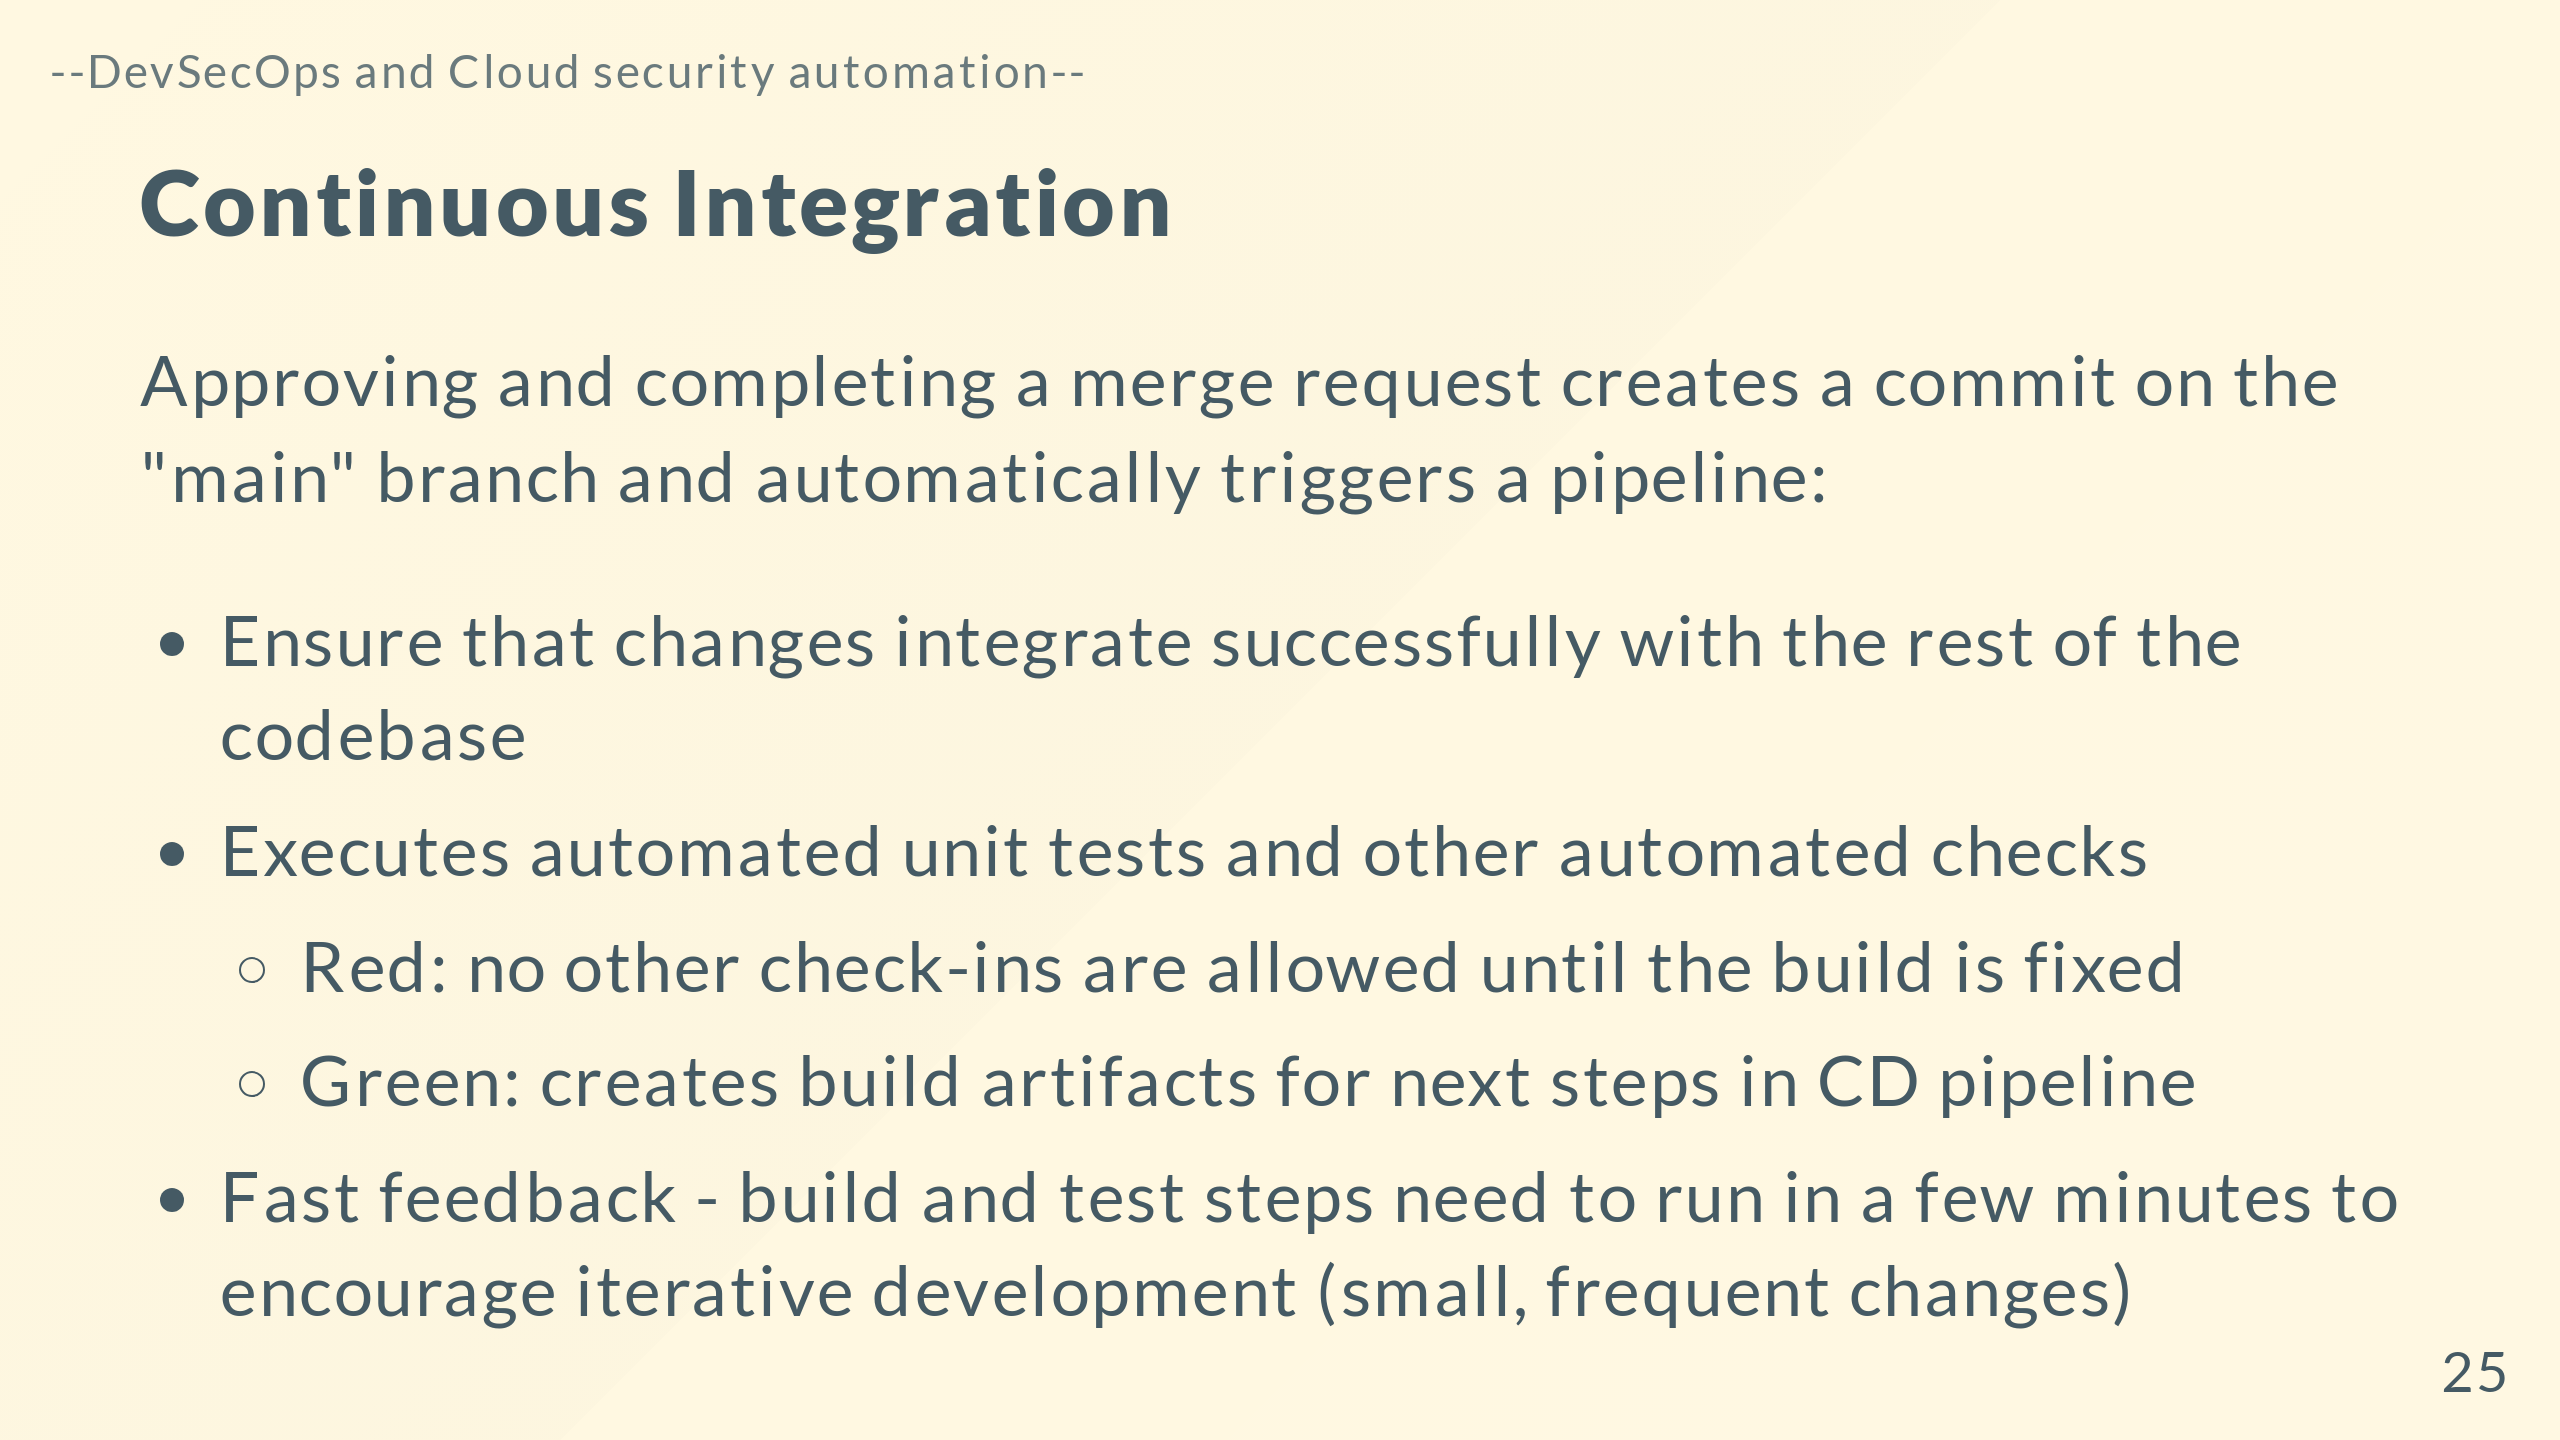 --DevSecOps and Cloud security automation--
Continuous Integration
Approving and completing a merge request creates a commit on the
"main" branch and automatically triggers a pipeline:
• Ensure that changes integrate successfully with the rest of the
codebase
• Executes automated unit tests and other automated checks
○ Red: no other check-ins are allowed until the build is fixed
○ Green: creates build artifacts for next steps in CD pipeline
• Fast feedback - build and test steps need to run in a few minutes to
encourage iterative development (small, frequent changes)
25